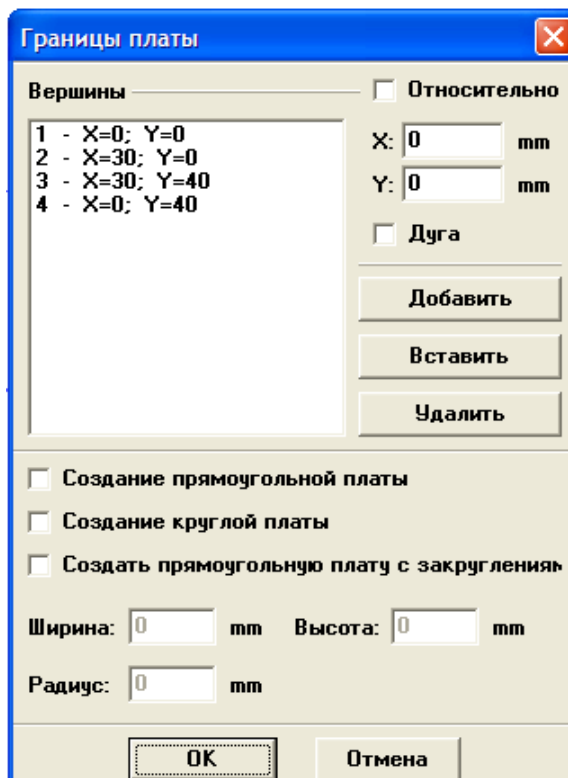 Границы платы
Вершины
Относительно
1 - X=0; Y=0
2 - X=30; Y=0
3 - X=30; Y=40
4 - X=0; Y=40
X: 0 mm
Y: 0 mm
Дуга
Добавить
Вставить
Удалить
Создание прямоугольной платы
Создание круглой платы
Создать прямоугольную плату с закруглениям
Ширина: 0 mm Высота: 0 mm
Радиус: 0 mm
OK Отмена